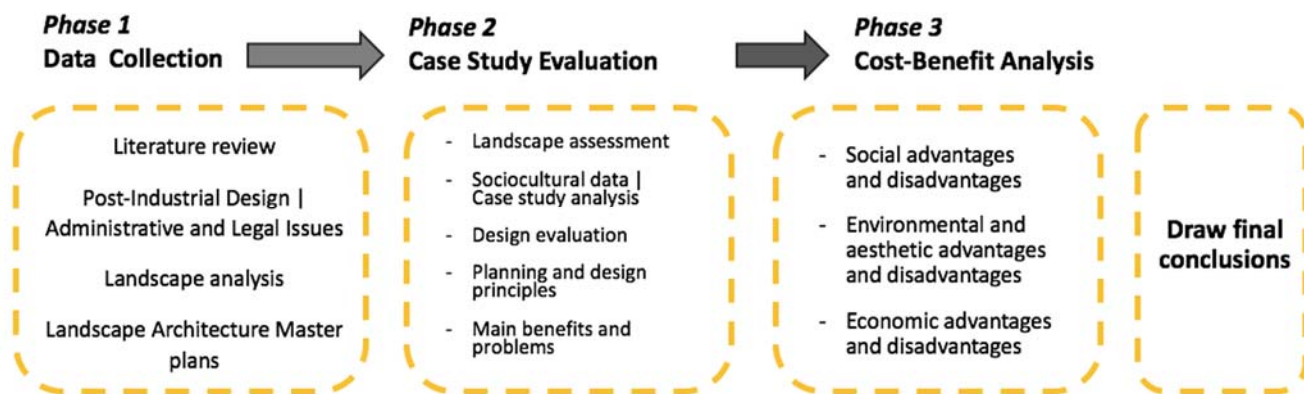 Phase 1
Data Collection
Phase 2
Case Study Evaluation
Phase 3
Cost-Benefit Analysis
Literature review
Post-Industrial Design |
Administrative and Legal Issues
Landscape analysis
Landscape Architecture Master
plans
- Landscape assessment
- Sociocultural data |
Case study analysis
- Design evaluation
- Planning and design
principles
- Main benefits and
problems
- Social advantages
and disadvantages
- Environmental and
aesthetic advantages
and disadvantages
- Economic advantages
and disadvantages
Draw final
conclusions